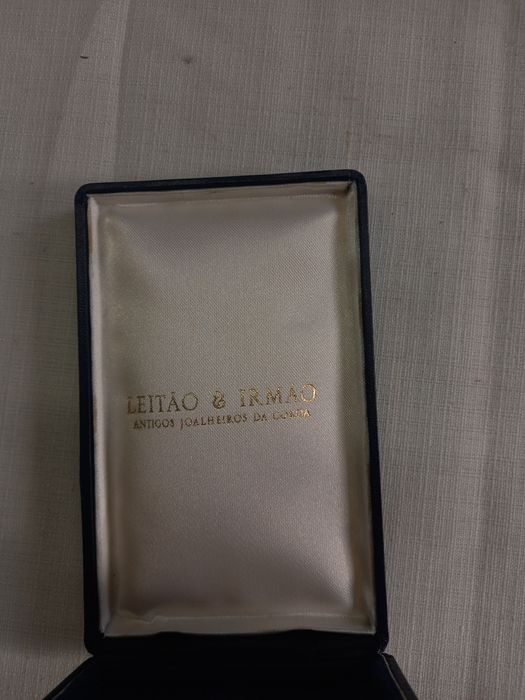 LEITÃO & IRMÃO
ANTIGOS JOALHEIROS DA COROA